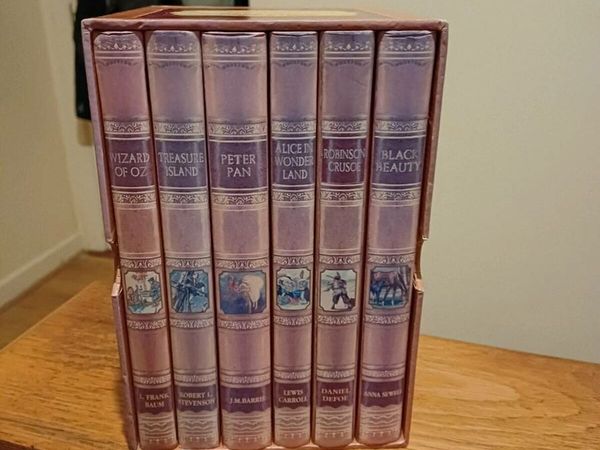 WIZARD
OF OZ
L. FRANK
BAUM
TREASURE
ISLAND
ROBERT L.
STEVENSON
PETER
PAN
J.M. BARRIE
ALICE IN
WONDER
LAND
LEWIS
CARROLL
ROBINSON
CRUSOE
DANIEL
DEFOE
BLACK
BEAUTY
ANNA SEWELL